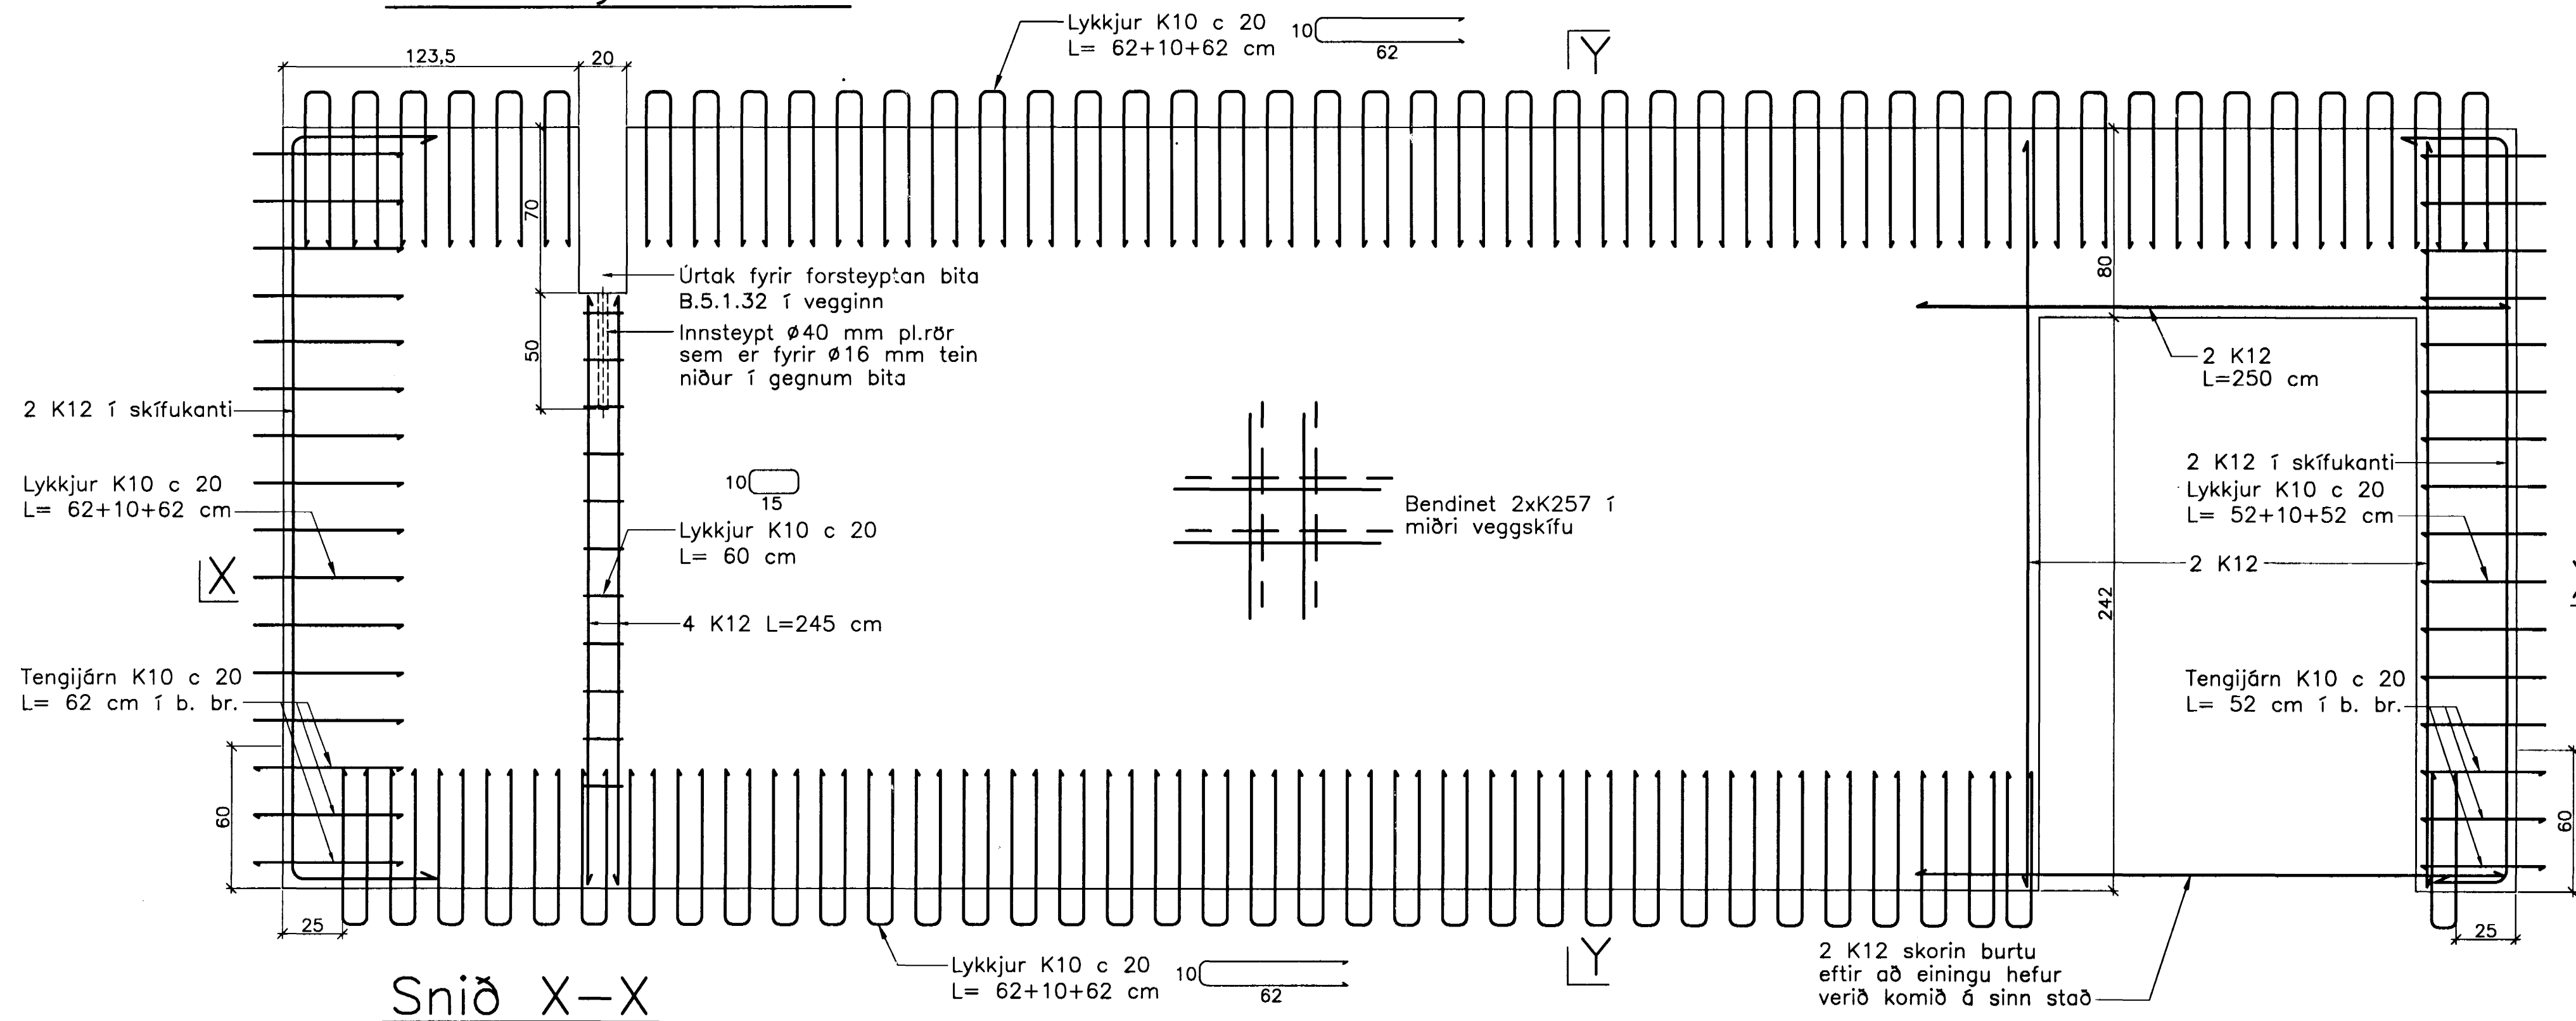 Lykkjur K10 c 20
L= 62+10+62 cm
10
62
Y
123,5
20
70
80
Úrtak fyrir forsteyptan bita
B.5.1.32 í vegginn
Innsteypt ø40 mm pl.rör
sem er fyrir ø16 mm tein
niður í gegnum bita
50
2 K12
L=250 cm
2 K12 í skífukanti
2 K12 í skífukanti
Lykkjur K10 c 20
L= 62+10+62 cm
10
15
Lykkjur K10 c 20
L= 60 cm
Bendinet 2xK257 í
miðri veggskífu
Lykkjur K10 c 20
L= 52+10+52 cm
X
2 K12
242
4 K12 L=245 cm
Tengijárn K10 c 20
L= 62 cm í b. br.
Tengijárn K10 c 20
L= 52 cm í b. br.
60
60
25
25
Y
Lykkjur K10 c 20
L= 62+10+62 cm
10
62
2 K12 skorin burtu
eftir að einingu hefur
verið komið á sinn stað
Snið X-X